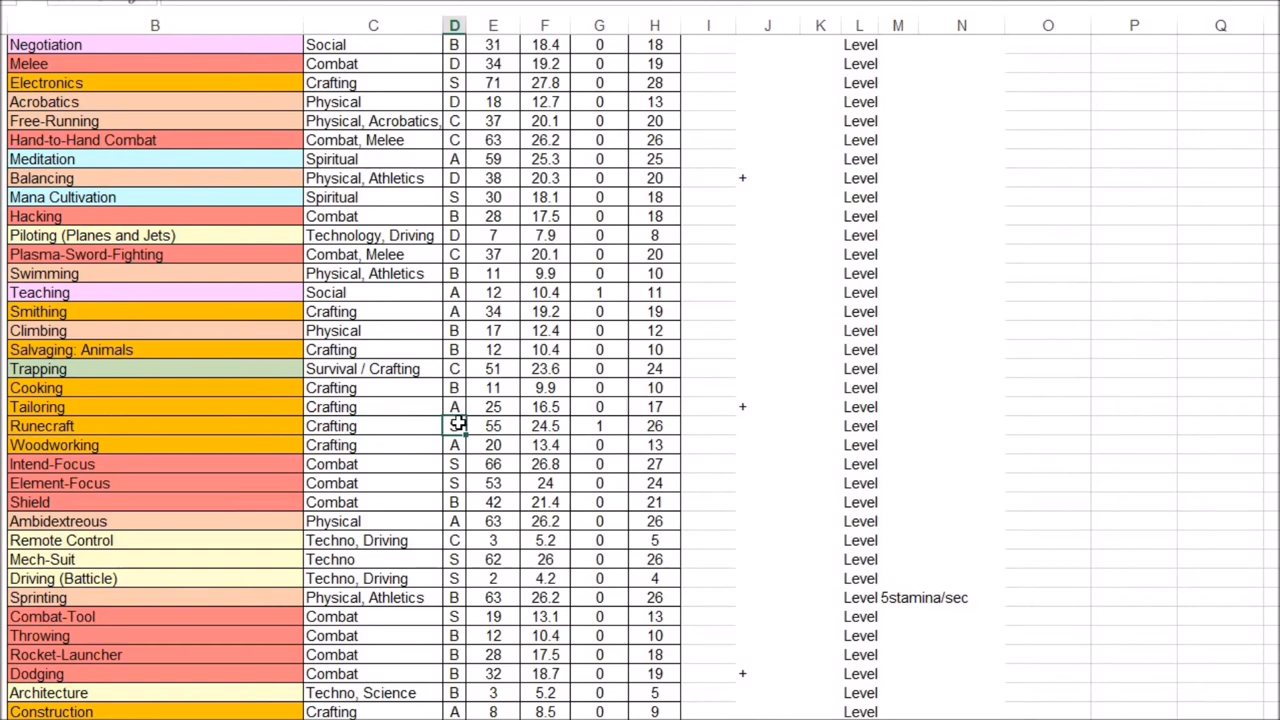 B C D E F G H I J K L M N O P Q
Negotiation Social B 31 18.4 0 18 Level
Melee Combat D 34 19.2 0 19 Level
Electronics Crafting S 71 27.8 0 28 Level
Acrobatics Physical D 18 12.7 0 13 Level
Free-Running Physical, Acrobatics, C 37 20.1 0 20 Level
Hand-to-Hand Combat Combat, Melee C 63 26.2 0 26 Level
Meditation Spiritual A 59 25.3 0 25 Level
Balancing Physical, Athletics D 38 20.3 0 20 + Level
Mana Cultivation Spiritual S 30 18.1 0 18 Level
Hacking Combat B 28 17.5 0 18 Level
Piloting (Planes and Jets) Technology, Driving D 7 7.9 0 8 Level
Plasma-Sword-Fighting Combat, Melee C 37 20.1 0 20 Level
Swimming Physical, Athletics B 11 9.9 0 10 Level
Teaching Social A 12 10.4 1 11 Level
Smithing Crafting A 34 19.2 0 19 Level
Climbing Physical B 17 12.4 0 12 Level
Salvaging: Animals Crafting B 12 10.4 0 10 Level
Trapping Survival / Crafting C 51 23.6 0 24 Level
Cooking Crafting B 11 9.9 0 10 Level
Tailoring Crafting A 25 16.5 0 17 + Level
Runecraft Crafting 55 24.5 1 26 Level
Woodworking Crafting A 20 13.4 0 13 Level
Intend-Focus Combat S 66 26.8 0 27 Level
Element-Focus Combat S 53 24 0 24 Level
Shield Combat B 42 21.4 0 21 Level
Ambidextreous Physical A 63 26.2 0 26 Level
Remote Control Techno, Driving C 3 5.2 0 5 Level
Mech-Suit Techno S 62 26 0 26 Level
Driving (Batticle) Techno, Driving S 2 4.2 0 4 Level
Sprinting Physical, Athletics B 63 26.2 0 26 Level 5stamina/sec
Combat-Tool Combat S 19 13.1 0 13 Level
Throwing Combat B 12 10.4 0 10 Level
Rocket-Launcher Combat B 28 17.5 0 18 Level
Dodging Combat B 32 18.7 0 19 + Level
Architecture Techno, Science B 3 5.2 0 5 Level
Construction Crafting A 8 8.5 0 9 Level